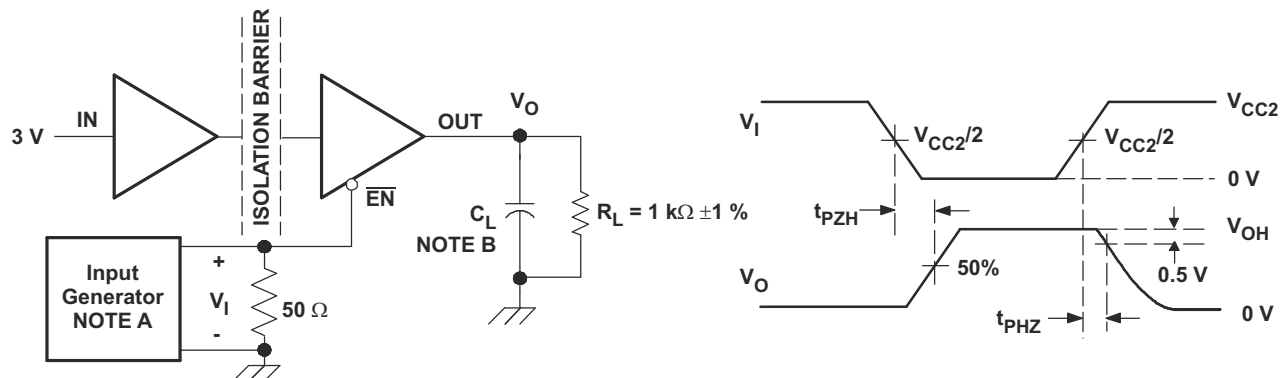 3 V
IN
ISOLATION BARRIER
OUT
EN
V_O
C_L
NOTE B
R_L = 1 kΩ ±1 %
Input
Generator
NOTE A
+
V_I
-
50 Ω
V_I
V_CC2/2
V_CC2/2
V_CC2
0 V
t_PZH
V_OH
50%
0.5 V
V_O
t_PHZ
0 V